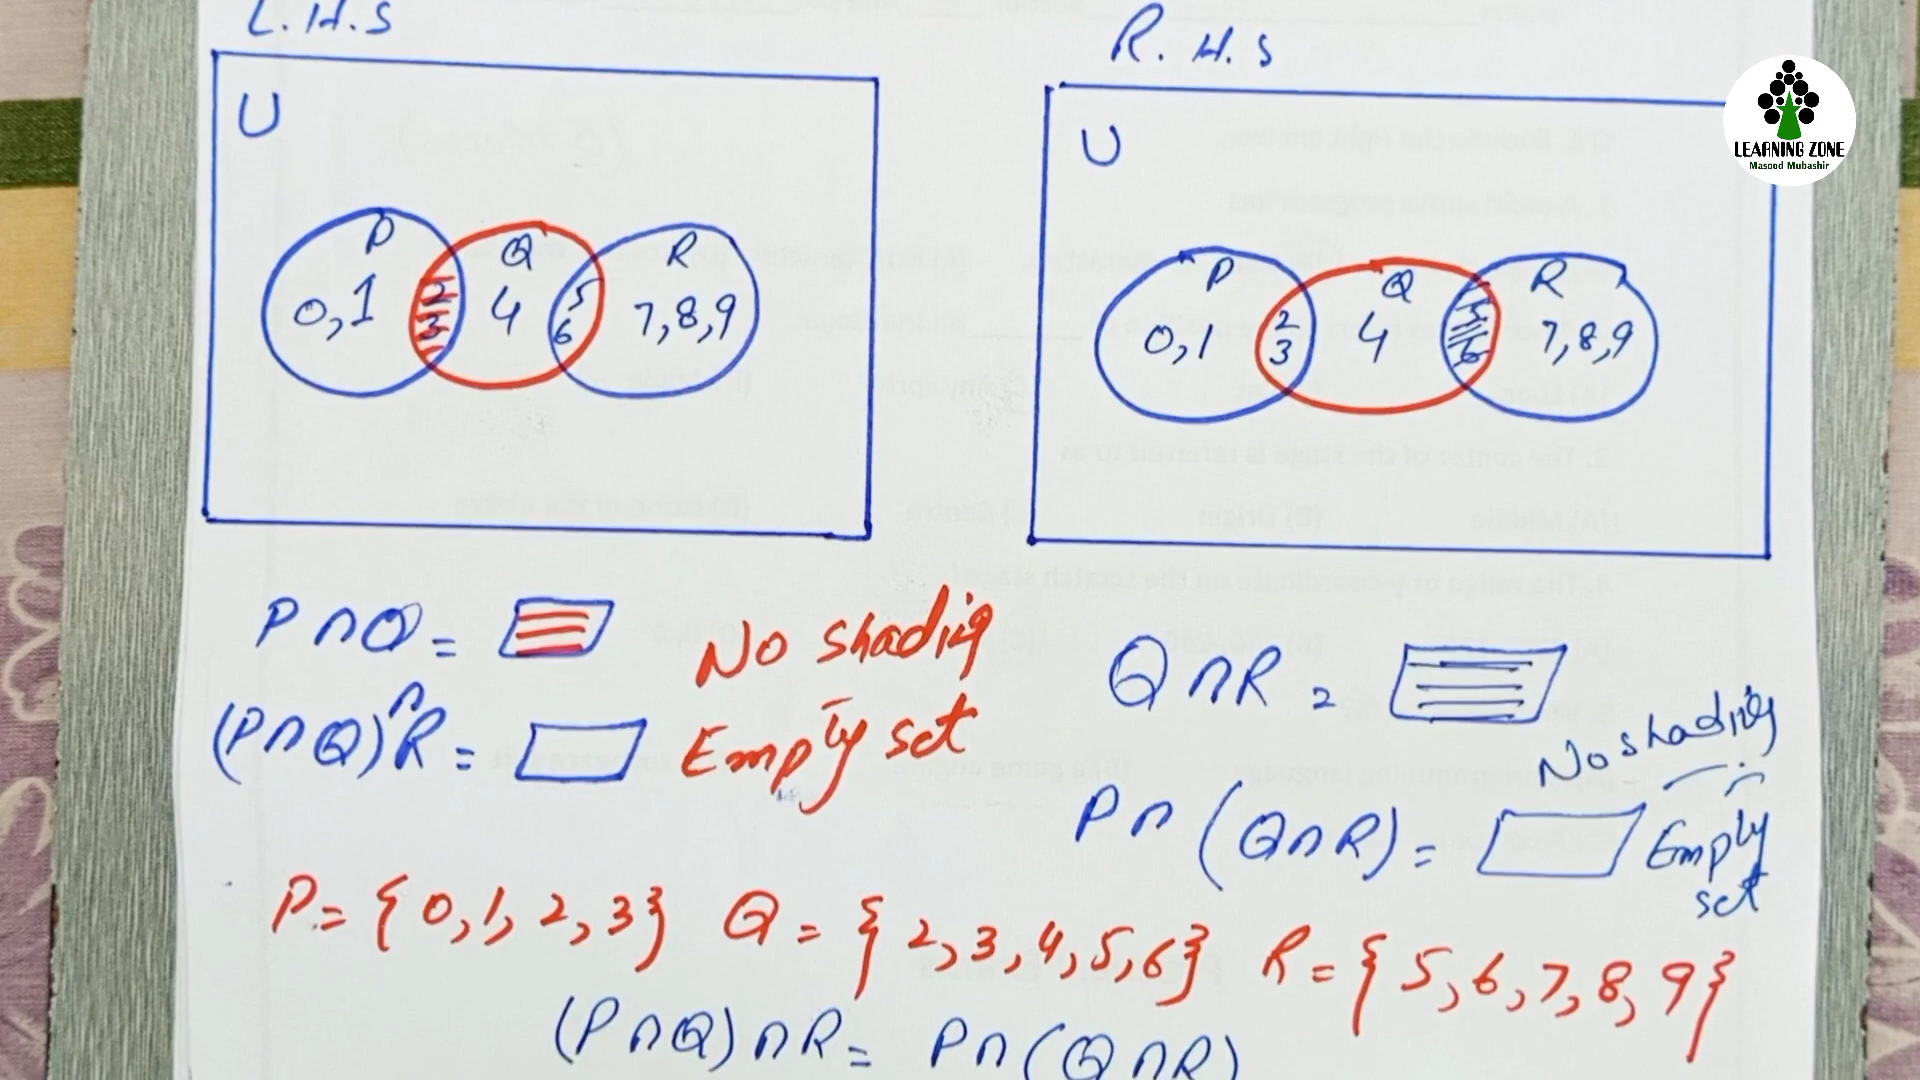 L.H.S
R.H.S
LEARNING ZONE
Masood Mubashir
U
P Q R
0,1 2 3 4 5 6 7,8,9
U
P Q R
0,1 2 3 4 5 6 7,8,9
P∩Q =
No shading
(P∩Q)∩R =
Empty set
Q∩R =
No shading
P∩(Q∩R) =
Empty
set
P= {0,1,2,3} Q = {2,3,4,5,6} R = {5,6,7,8,9}
(P∩Q)∩R = P∩(Q∩R)